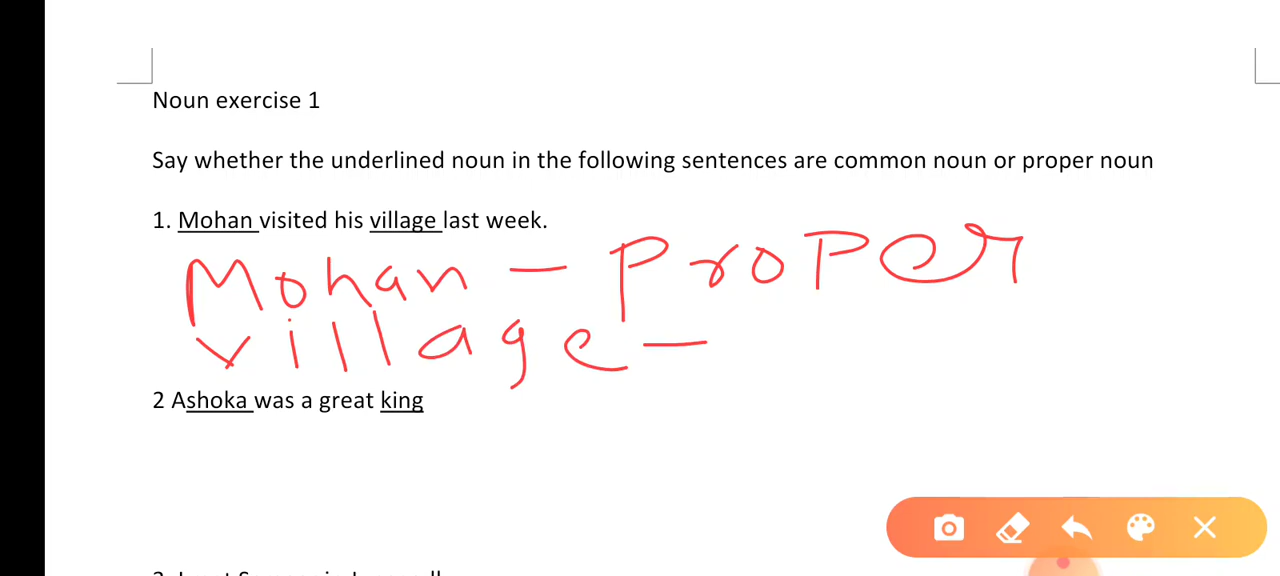 Noun exercise 1
Say whether the underlined noun in the following sentences are common noun or proper noun
1. Mohan visited his village last week.
Mohan - Proper
village -
2 Ashoka was a great king